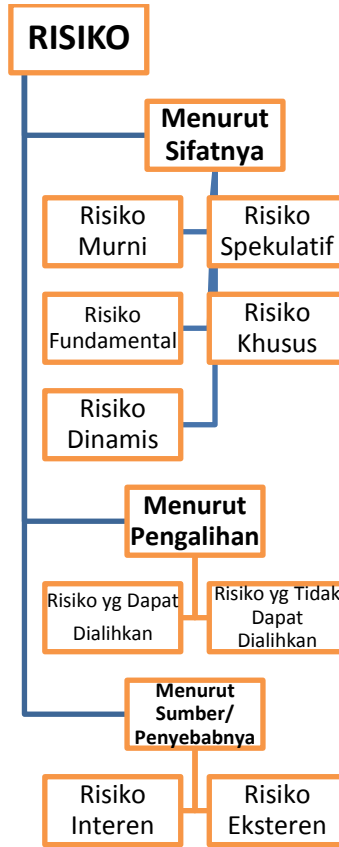 RISIKO
Menurut
Sifatnya
Risiko
Murni
Risiko
Spekulatif
Risiko
Fundamental
Risiko
Khusus
Risiko
Dinamis
Menurut
Pengalihan
Risiko yg Dapat
Dialihkan
Risiko yg Tidak
Dapat
Dialihkan
Menurut
Sumber/
Penyebabnya
Risiko
Interen
Risiko
Eksteren